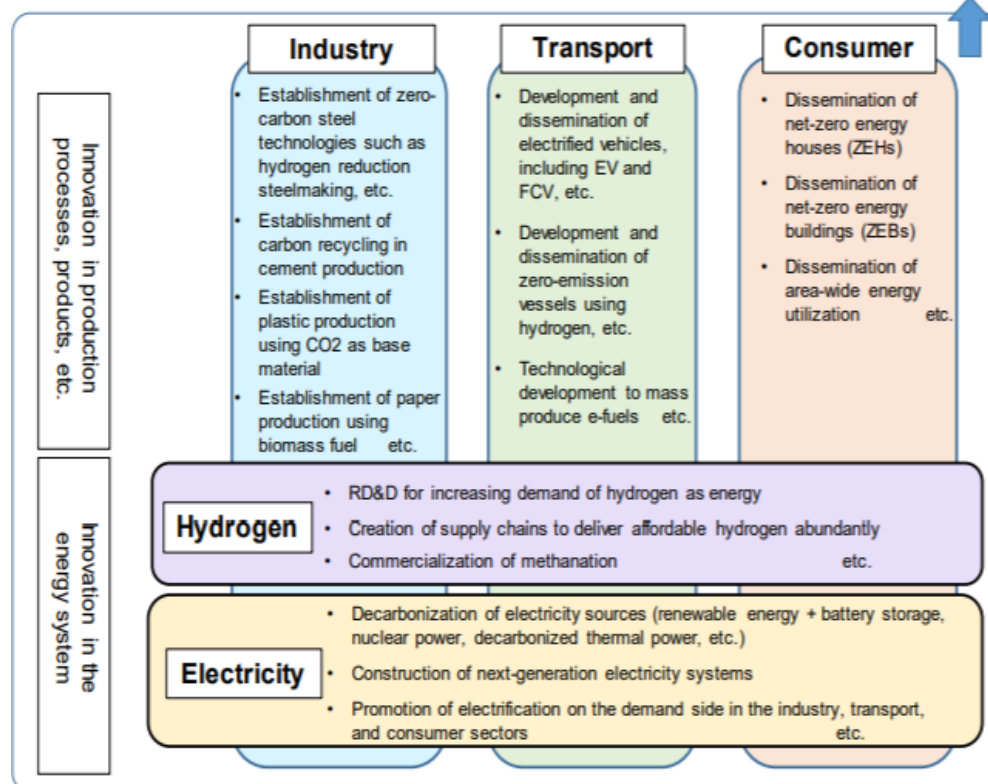 Industry
Transport
Consumer
Innovation in production
processes, products, etc.
• Establishment of zero-
carbon steel
technologies such as
hydrogen reduction
steelmaking, etc.
• Establishment of
carbon recycling in
cement production
• Establishment of
plastic production
using CO2 as base
material
• Establishment of paper
production using
biomass fuel etc.
• Development and
dissemination of
electrified vehicles,
including EV and
FCV, etc.
• Development and
dissemination of
zero-emission
vessels using
hydrogen, etc.
• Technological
development to mass
produce e-fuels etc.
• Dissemination of
net-zero energy
houses (ZEHs)
• Dissemination of
net-zero energy
buildings (ZEBs)
• Dissemination of
area-wide energy
utilization etc.
Innovation in the
energy system
Hydrogen
• RD&D for increasing demand of hydrogen as energy
• Creation of supply chains to deliver affordable hydrogen abundantly
• Commercialization of methanation etc.
Electricity
• Decarbonization of electricity sources (renewable energy + battery storage,
nuclear power, decarbonized thermal power, etc.)
• Construction of next-generation electricity systems
• Promotion of electrification on the demand side in the industry, transport,
and consumer sectors etc.